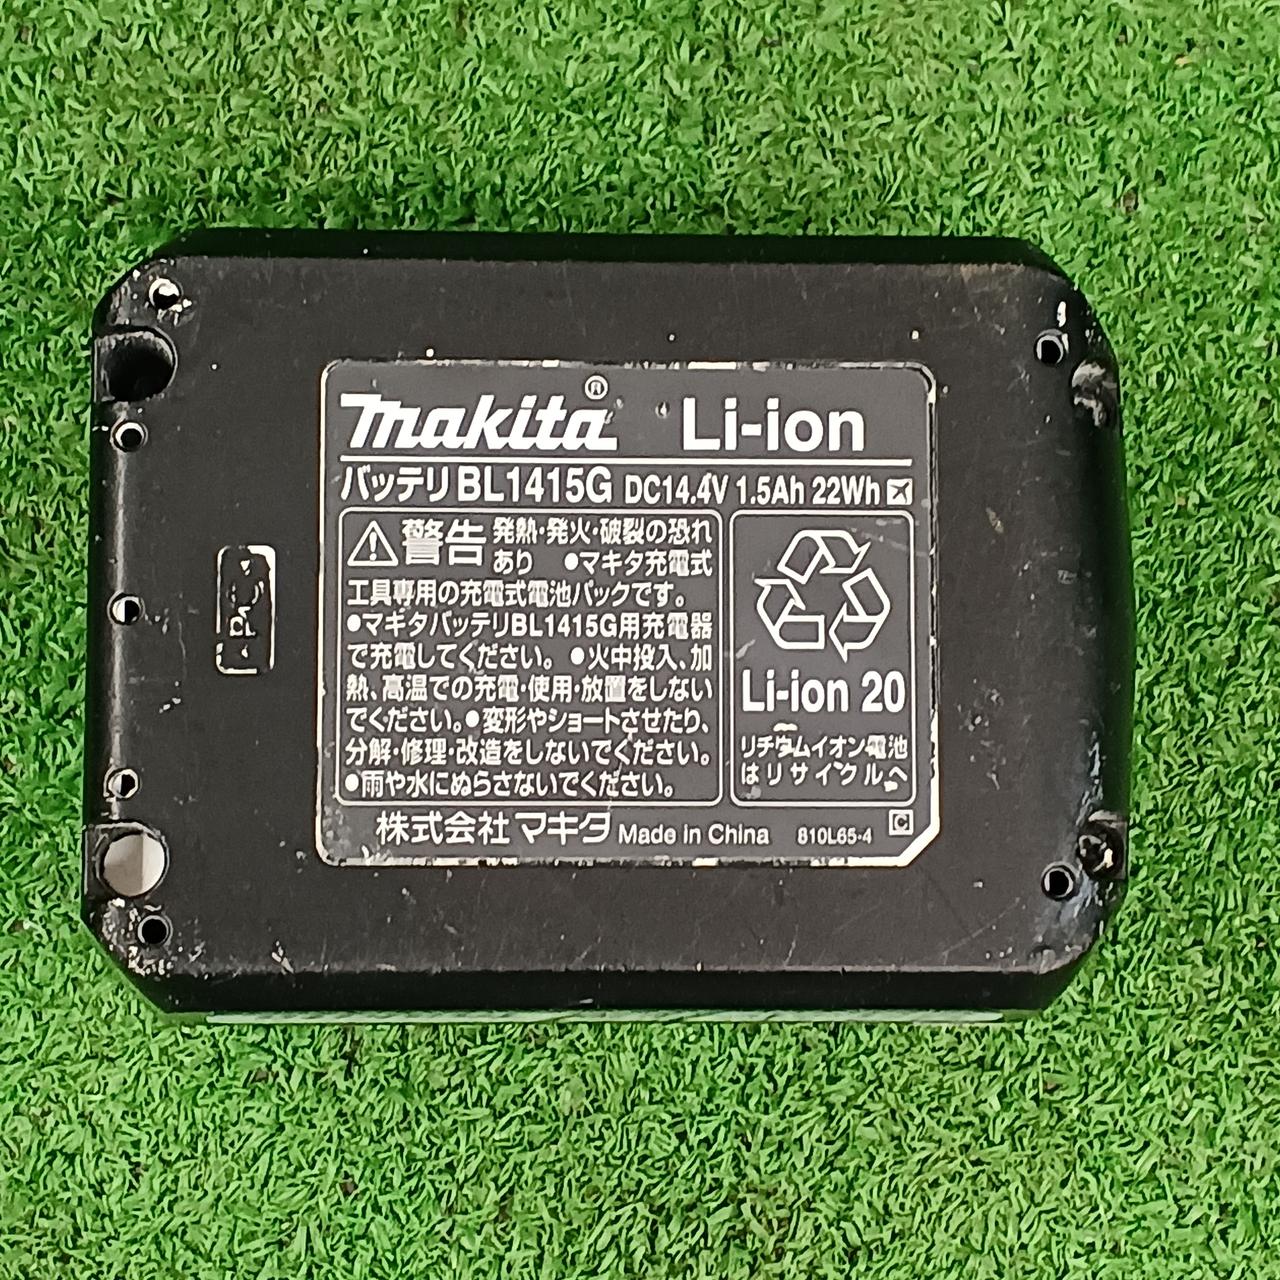 makita® Li-ion
バッテリ BL1415G DC14.4V 1.5Ah 22Wh
警告 発熱・発火・破裂の恐れ
あり ●マキタ充電式
工具専用の充電式電池パックです。
●マキタバッテリBL1415G用充電器
で充電してください。 ●火中投入、加
熱、高温での充電・使用・放置をしない
でください。●変形やショートさせたり、
分解・修理・改造をしないでください。
●雨や水にぬらさないでください。
Li-ion 20
リチウムイオン電池
はリサイクルへ
株式会社マキタ Made in China 810L65-4 C